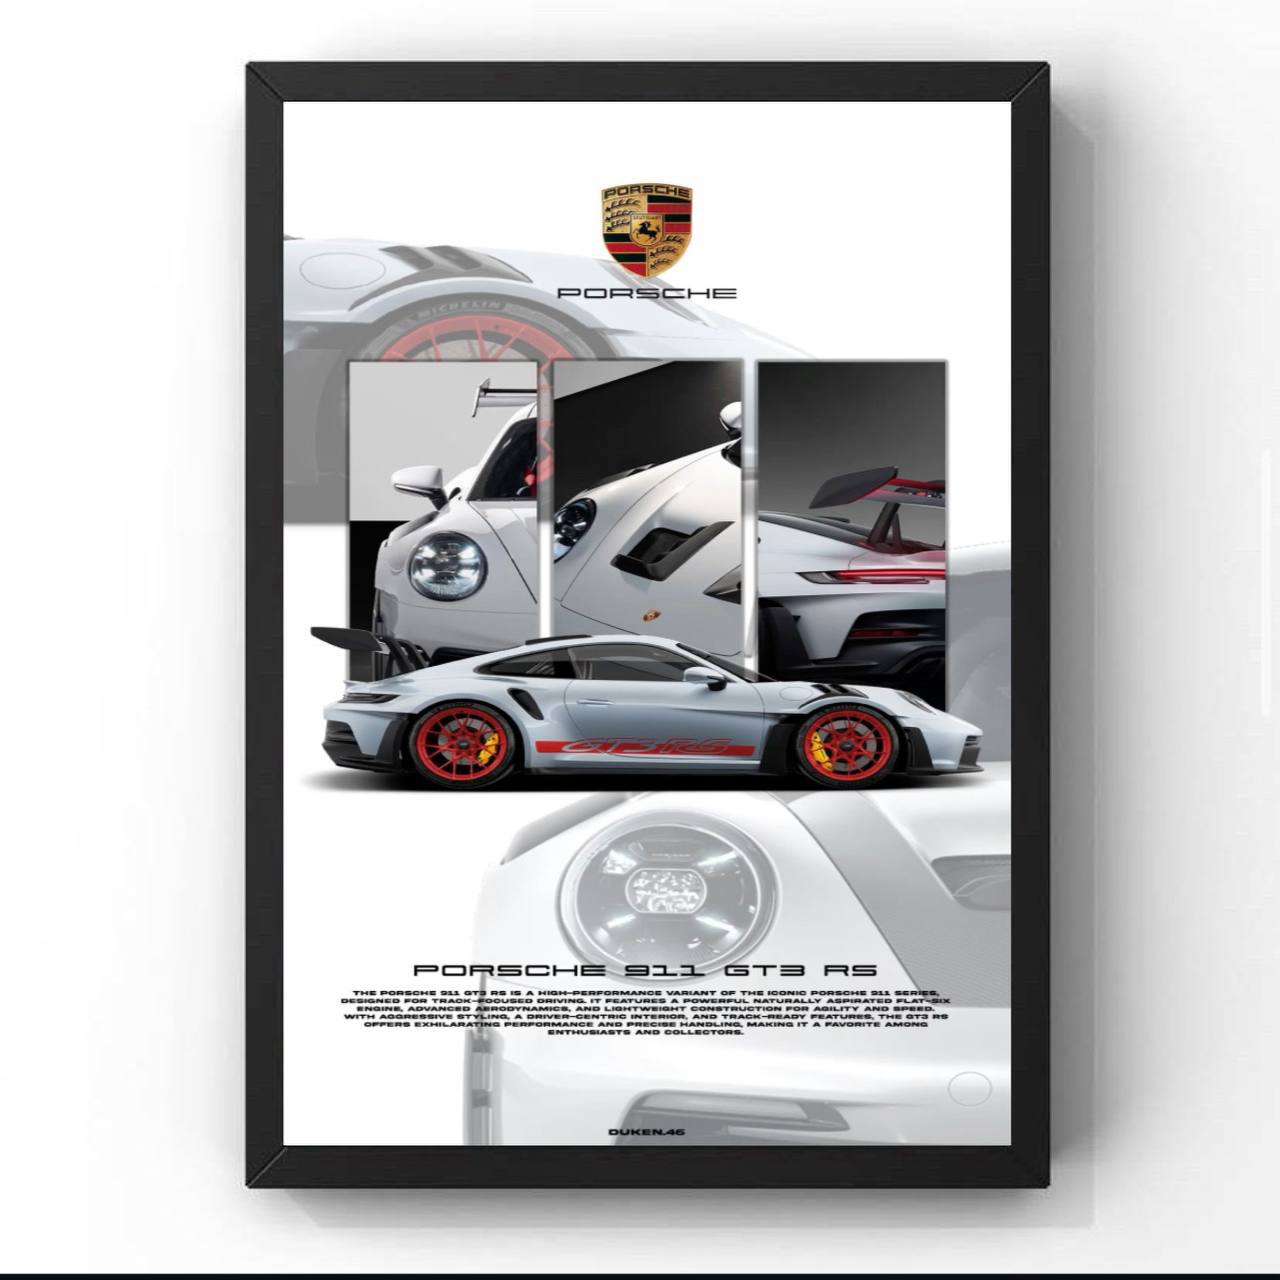 PORSCHE
STUTTGART
PORSCHE
MICHELIN
GT3 RS
PORSCHE 911 GT3 RS
THE PORSCHE 911 GT3 RS IS A HIGH-PERFORMANCE VARIANT OF THE ICONIC PORSCHE 911 SERIES,
DESIGNED FOR TRACK-FOCUSED DRIVING. IT FEATURES A POWERFUL NATURALLY ASPIRATED FLAT-SIX
ENGINE, ADVANCED AERODYNAMICS, AND LIGHTWEIGHT CONSTRUCTION FOR AGILITY AND SPEED.
WITH AGGRESSIVE STYLING, A DRIVER-CENTRIC INTERIOR, AND TRACK-READY FEATURES, THE GT3 RS
OFFERS EXHILARATING PERFORMANCE AND PRECISE HANDLING, MAKING IT A FAVORITE AMONG
ENTHUSIASTS AND COLLECTORS.
DUKEN.46